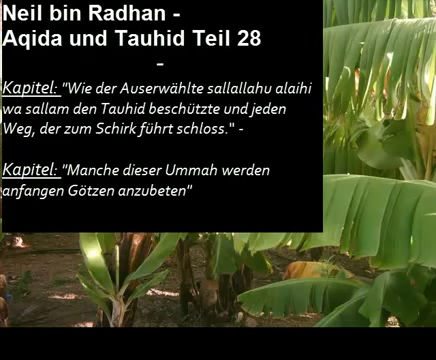 Neil bin Radhan -
Aqida und Tauhid Teil 28
-
Kapitel: "Wie der Auserwählte sallallahu alaihi
wa sallam den Tauhid beschützte und jeden
Weg, der zum Schirk führt schloss." -
Kapitel: "Manche dieser Ummah werden
anfangen Götzen anzubeten"